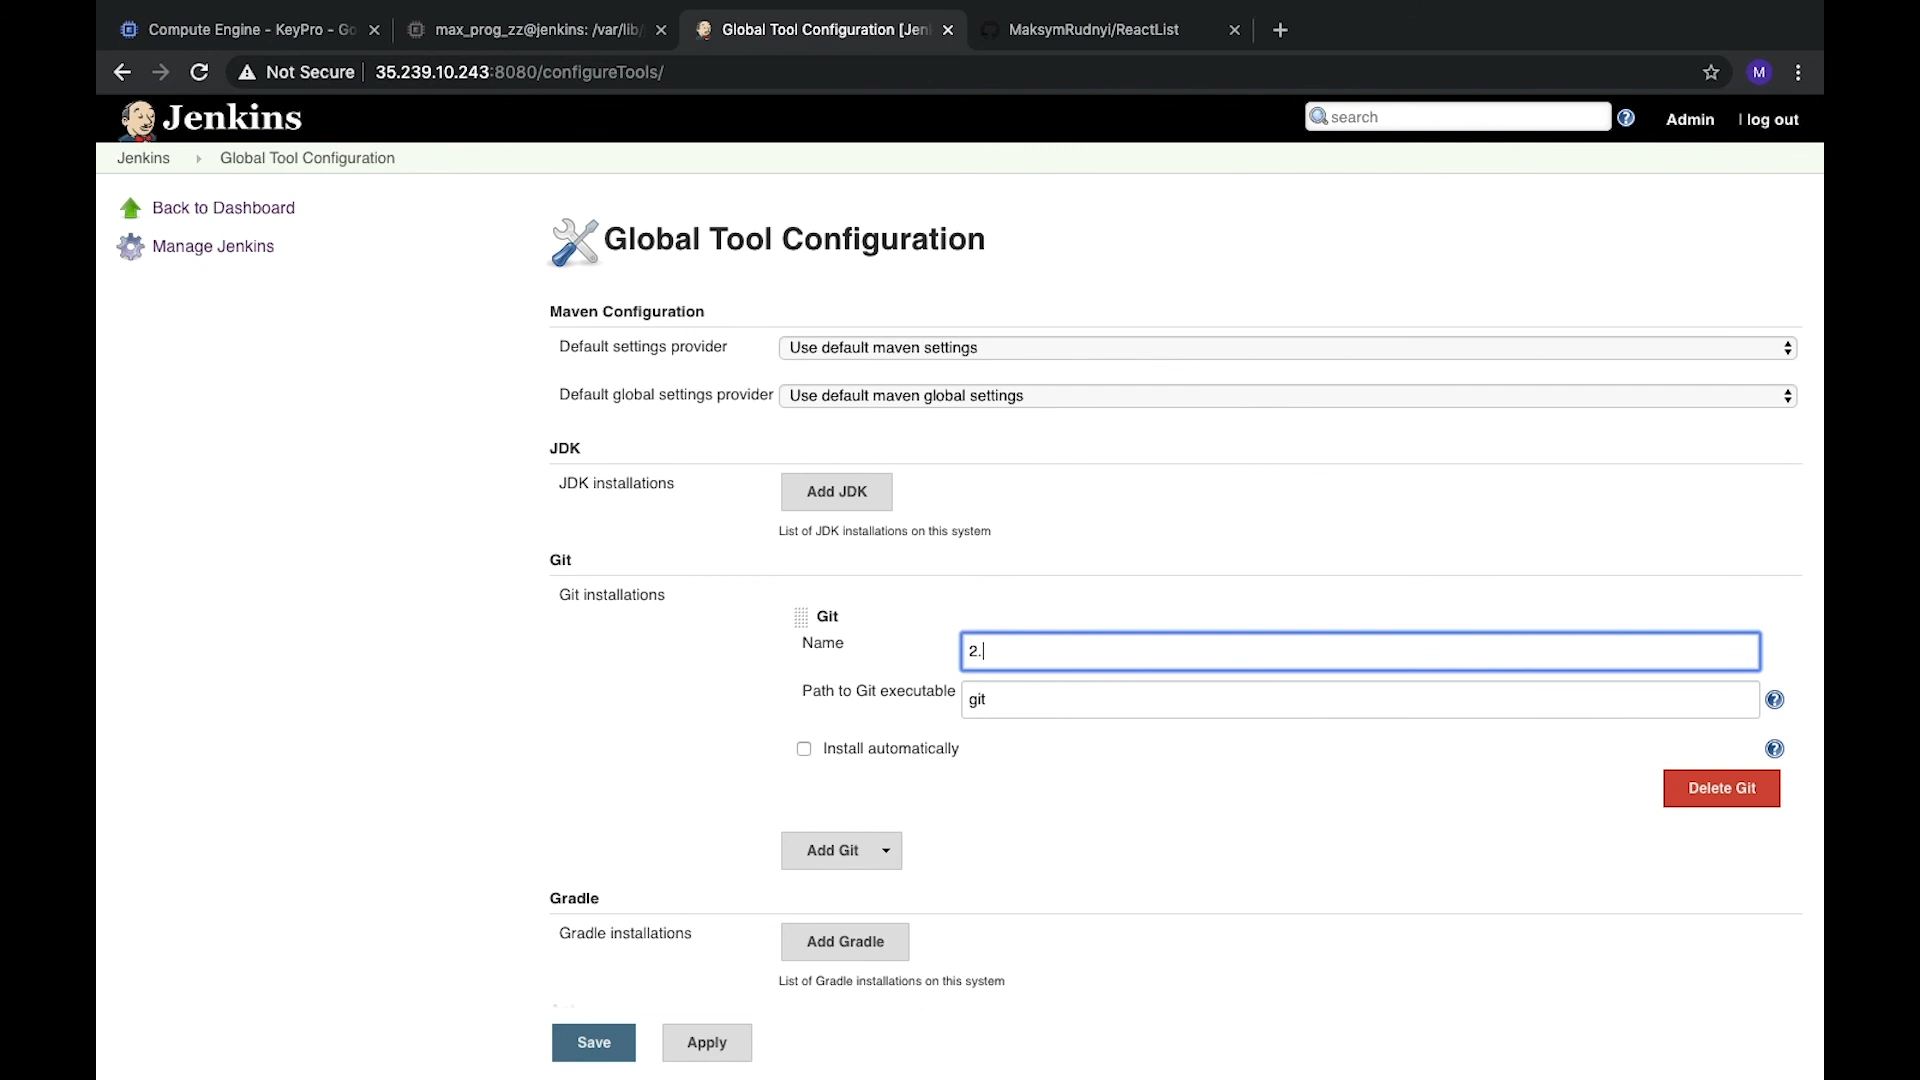 Compute Engine - KeyPro - Go
max_prog_zz@jenkins: /var/lib/
Global Tool Configuration [Jen
MaksymRudnyi/ReactList
Not Secure
35.239.10.243:8080/configureTools/
M
Jenkins
search
Admin
| log out
Jenkins
Global Tool Configuration
Back to Dashboard
Manage Jenkins
Global Tool Configuration
Maven Configuration
Default settings provider
Use default maven settings
Default global settings provider
Use default maven global settings
JDK
JDK installations
Add JDK
List of JDK installations on this system
Git
Git installations
Git
Name
2.
Path to Git executable
git
Install automatically
Delete Git
Add Git
Gradle
Gradle installations
Add Gradle
List of Gradle installations on this system
Save
Apply